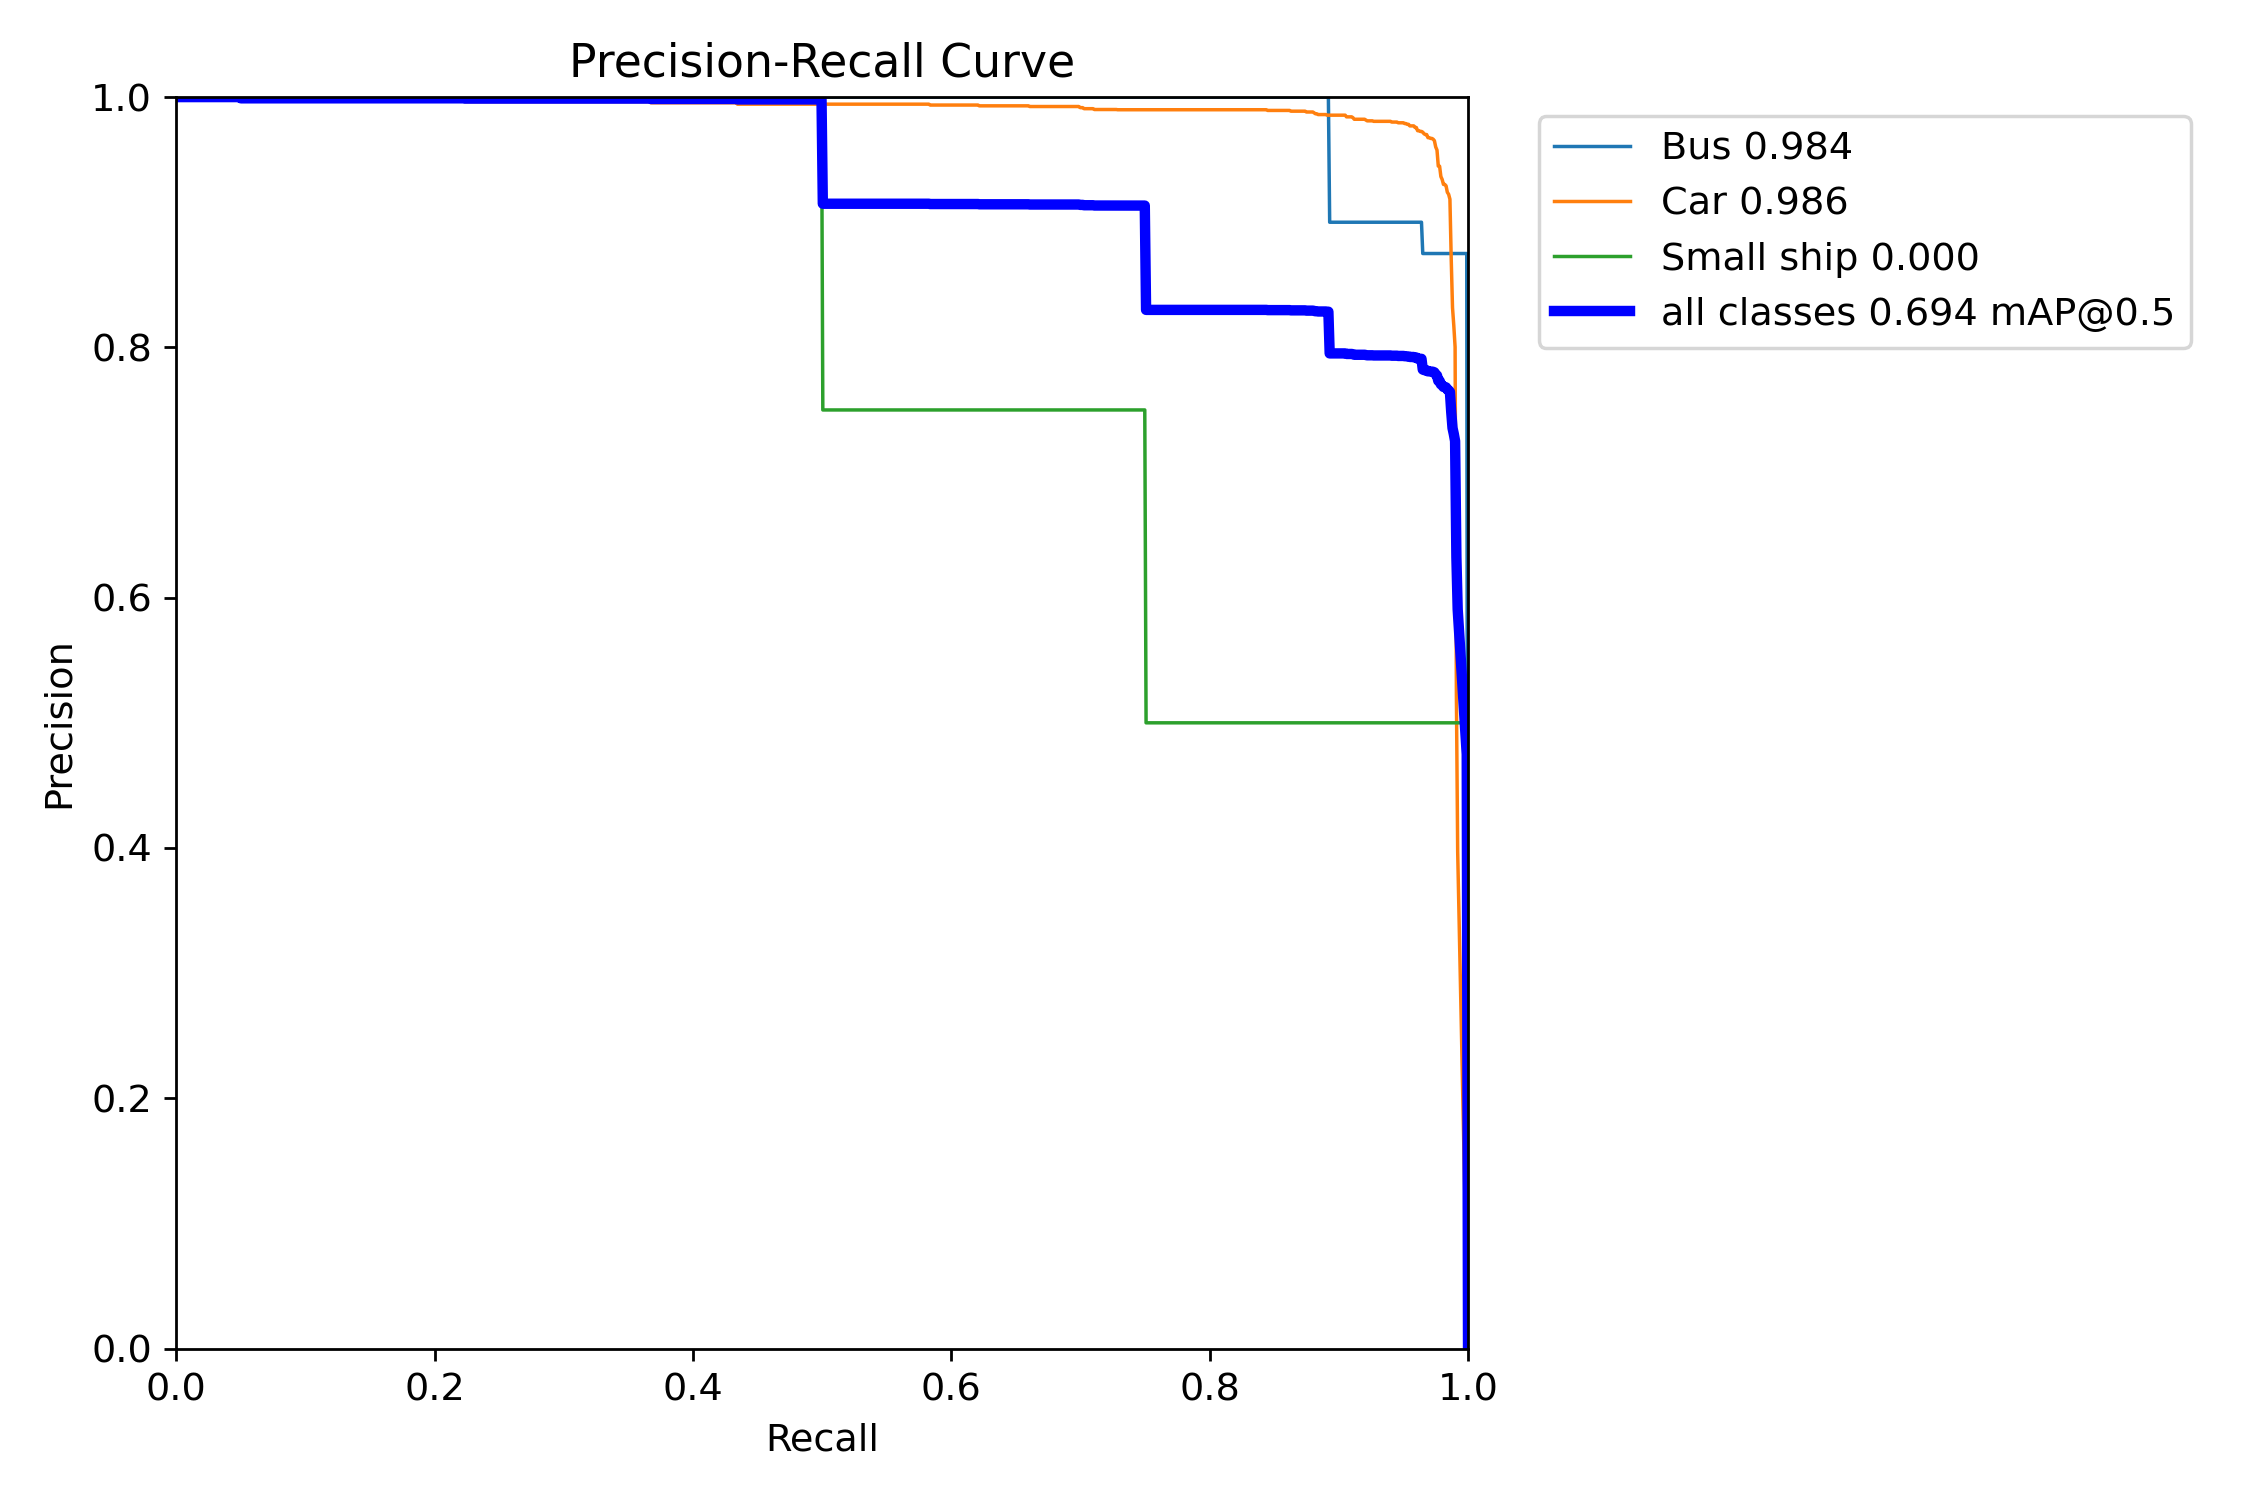 Precision-Recall Curve
1.0
0.8
0.6
0.4
0.2
0.0
Precision
0.0 0.2 0.4 0.6 0.8 1.0
Recall
Bus 0.984
Car 0.986
Small ship 0.000
all classes 0.694 mAP@0.5